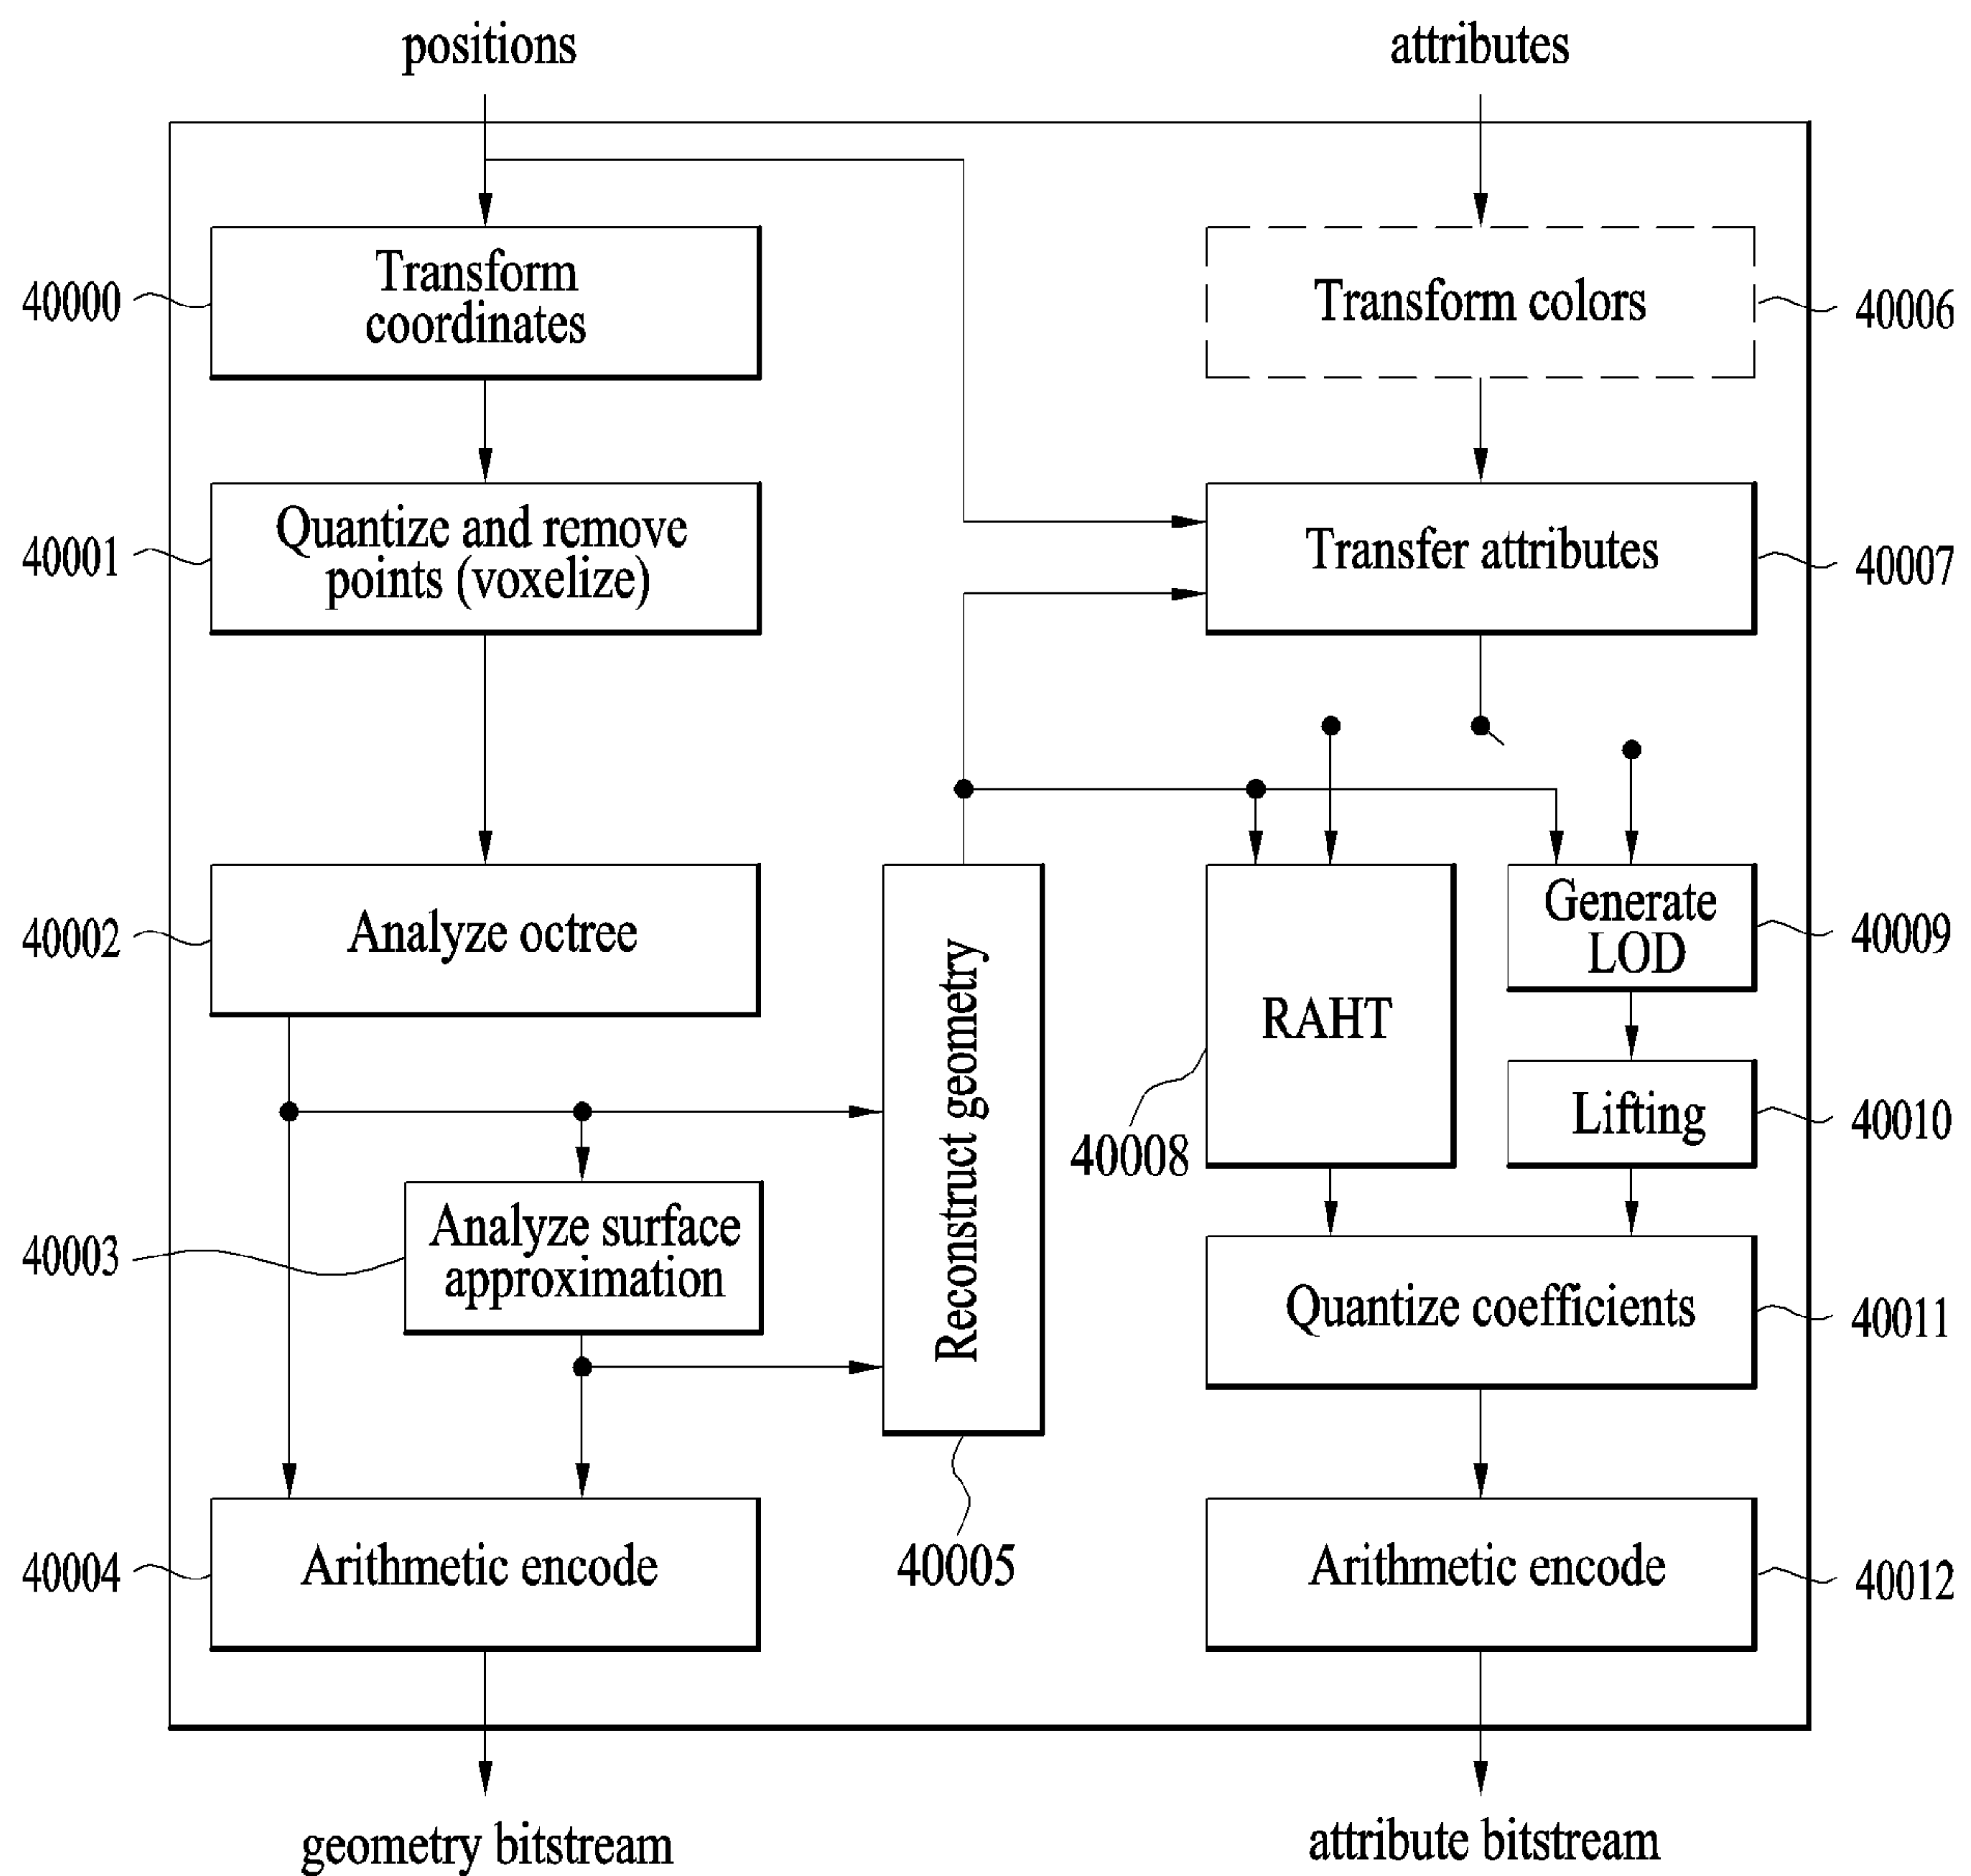 positions
attributes
Transform
coordinates
40000
Transform colors
40006
Quantize and remove
points (voxelize)
40001
Transfer attributes
40007
Analyze octree
40002
Reconstruct geometry
40005
RAHT
40008
Generate
LOD
40009
Lifting
40010
Analyze surface
approximation
40003
Quantize coefficients
40011
Arithmetic encode
40004
Arithmetic encode
40012
geometry bitstream
attribute bitstream